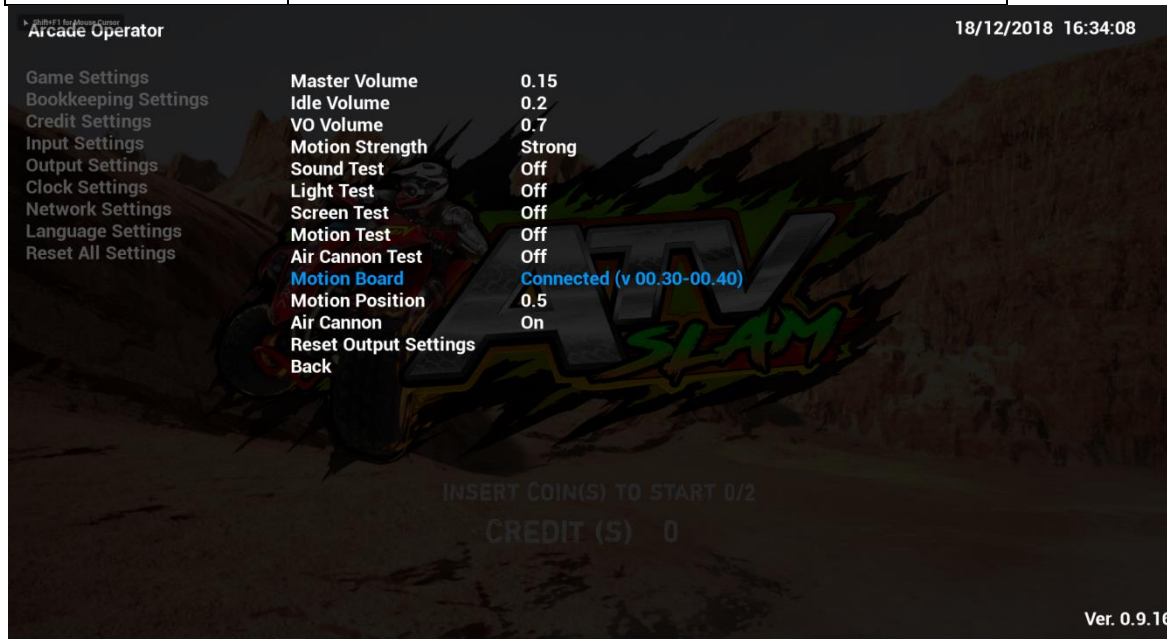 Shift+F1 for Mouse Cursor
Arcade Operator
18/12/2018 16:34:08
Game Settings
Bookkeeping Settings
Credit Settings
Input Settings
Output Settings
Clock Settings
Network Settings
Language Settings
Reset All Settings
Master Volume 0.15
Idle Volume 0.2
VO Volume 0.7
Motion Strength Strong
Sound Test Off
Light Test Off
Screen Test Off
Motion Test Off
Air Cannon Test Off
Motion Board Connected (v 00.30-00.40)
Motion Position 0.5
Air Cannon On
Reset Output Settings
Back
ATV
SLAM
INSERT COIN(S) TO START 0/2
CREDIT (S) 0
Ver. 0.9.16